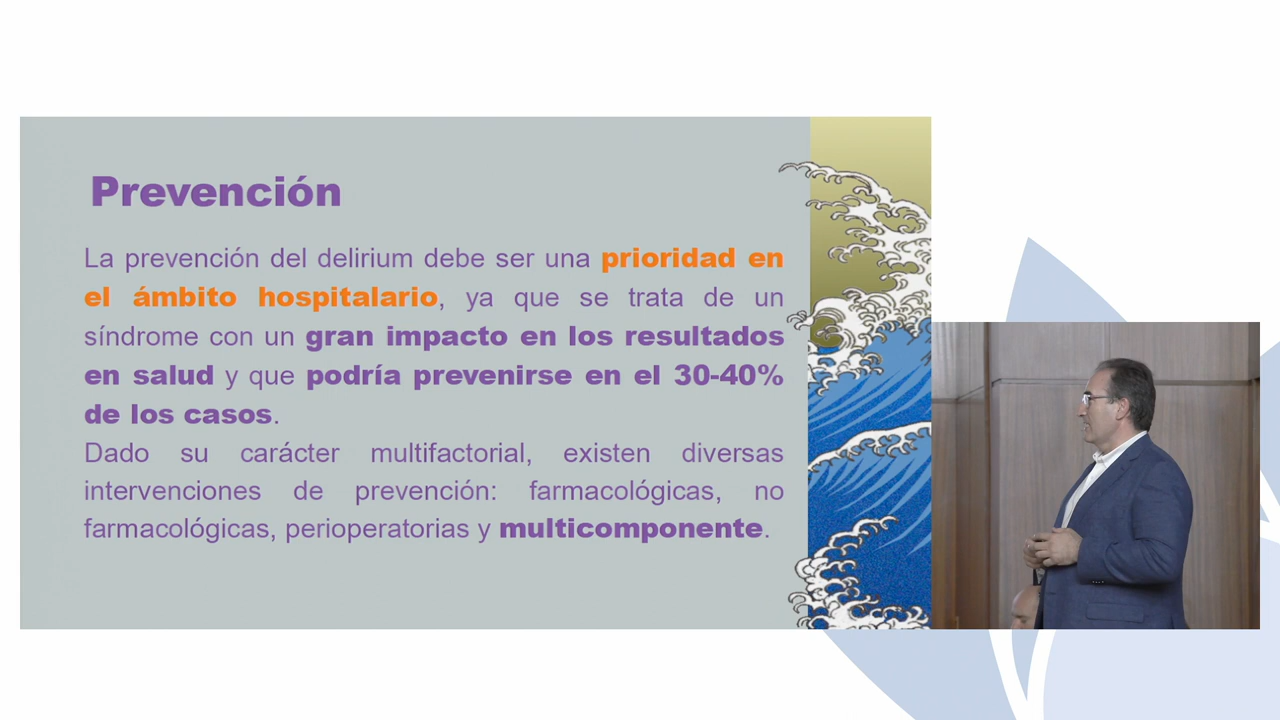 Prevención
La prevención del delirium debe ser una prioridad en
el ámbito hospitalario, ya que se trata de un
síndrome con un gran impacto en los resultados
en salud y que podría prevenirse en el 30-40%
de los casos.
Dado su carácter multifactorial, existen diversas
intervenciones de prevención: farmacológicas, no
farmacológicas, perioperatorias y multicomponente.